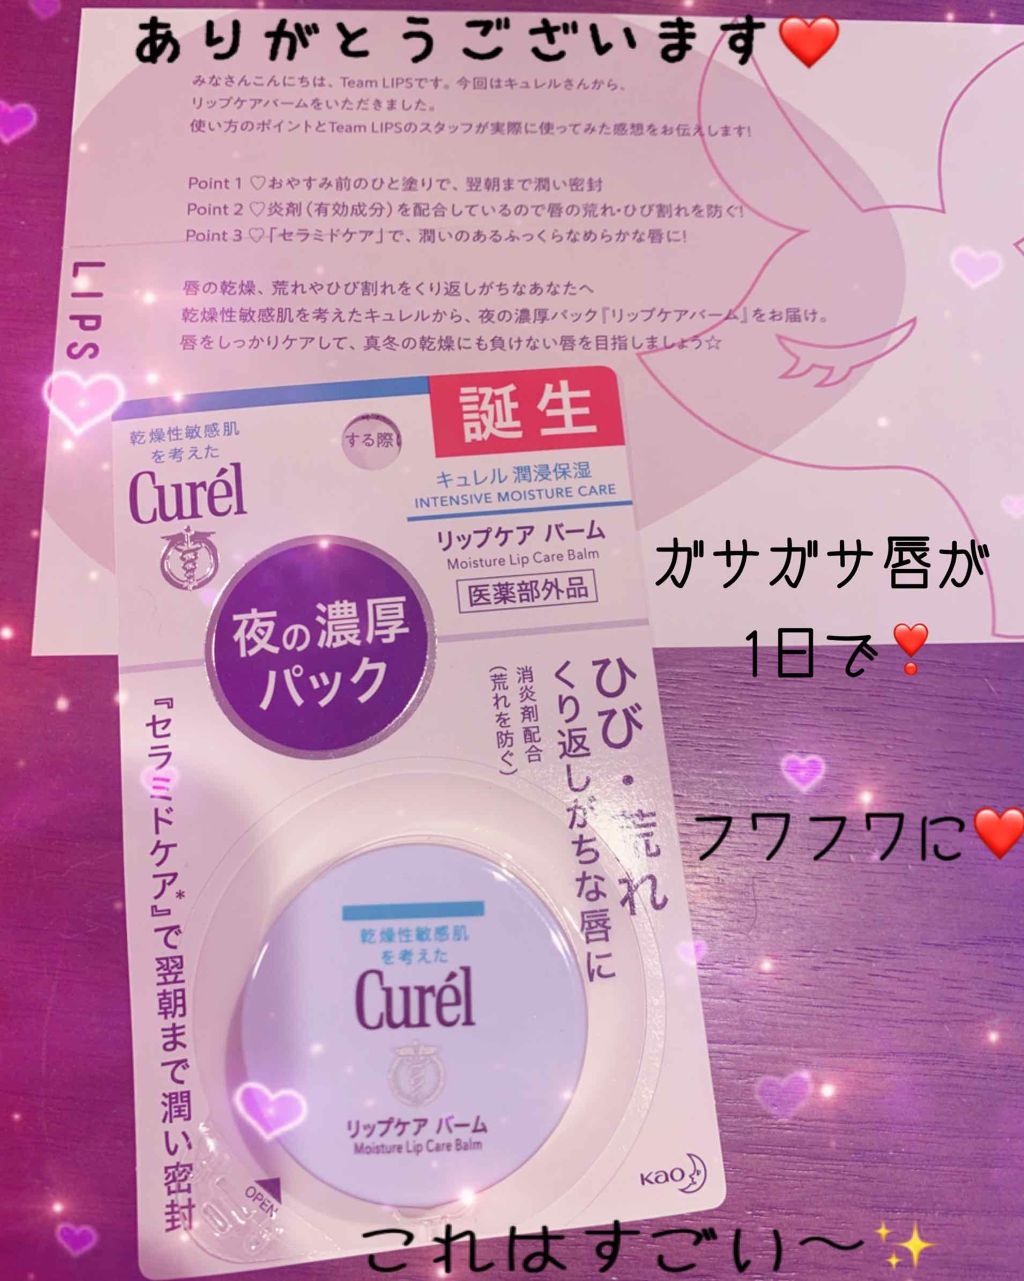 ありがとうございます❤️
みなさんこんにちは、Team LIPSです。今回はキュレルさんから、
リップケアバームをいただきました。
使い方のポイントとTeam LIPSのスタッフが実際に使ってみた感想をお伝えします!
Point 1 ♡おやすみ前のひと塗りで、翌朝まで潤い密封
Point 2 ♡炎剤(有効成分)を配合しているので唇の荒れ・ひび割れを防ぐ!
Point 3 ♡「セラミドケア」で、潤いのあるふっくらなめらかな唇に!
唇の乾燥、荒れやひび割れをくり返しがちなあなたへ
乾燥性敏感肌を考えたキュレルから、夜の濃厚パック『リップケアバーム』をお届け。
唇をしっかりケアして、真冬の乾燥にも負けない唇を目指しましょう☆
LIPS
乾燥性敏感肌
を考えた
Curél
する際
誕生
キュレル 潤浸保湿
INTENSIVE MOISTURE CARE
リップケア バーム
Moisture Lip Care Balm
医薬部外品
夜の濃厚
パック
ひび・荒れ
くり返しがちな唇に
消炎剤配合
(荒れを防ぐ)
『セラミドケア*』で翌朝まで潤い密封
ガサガサ唇が
1日で❣️
フワフワに❤️
乾燥性敏感肌
を考えた
Curél
リップケア バーム
Moisture Lip Care Balm
OPEN
Kao
これはすごい〜✨